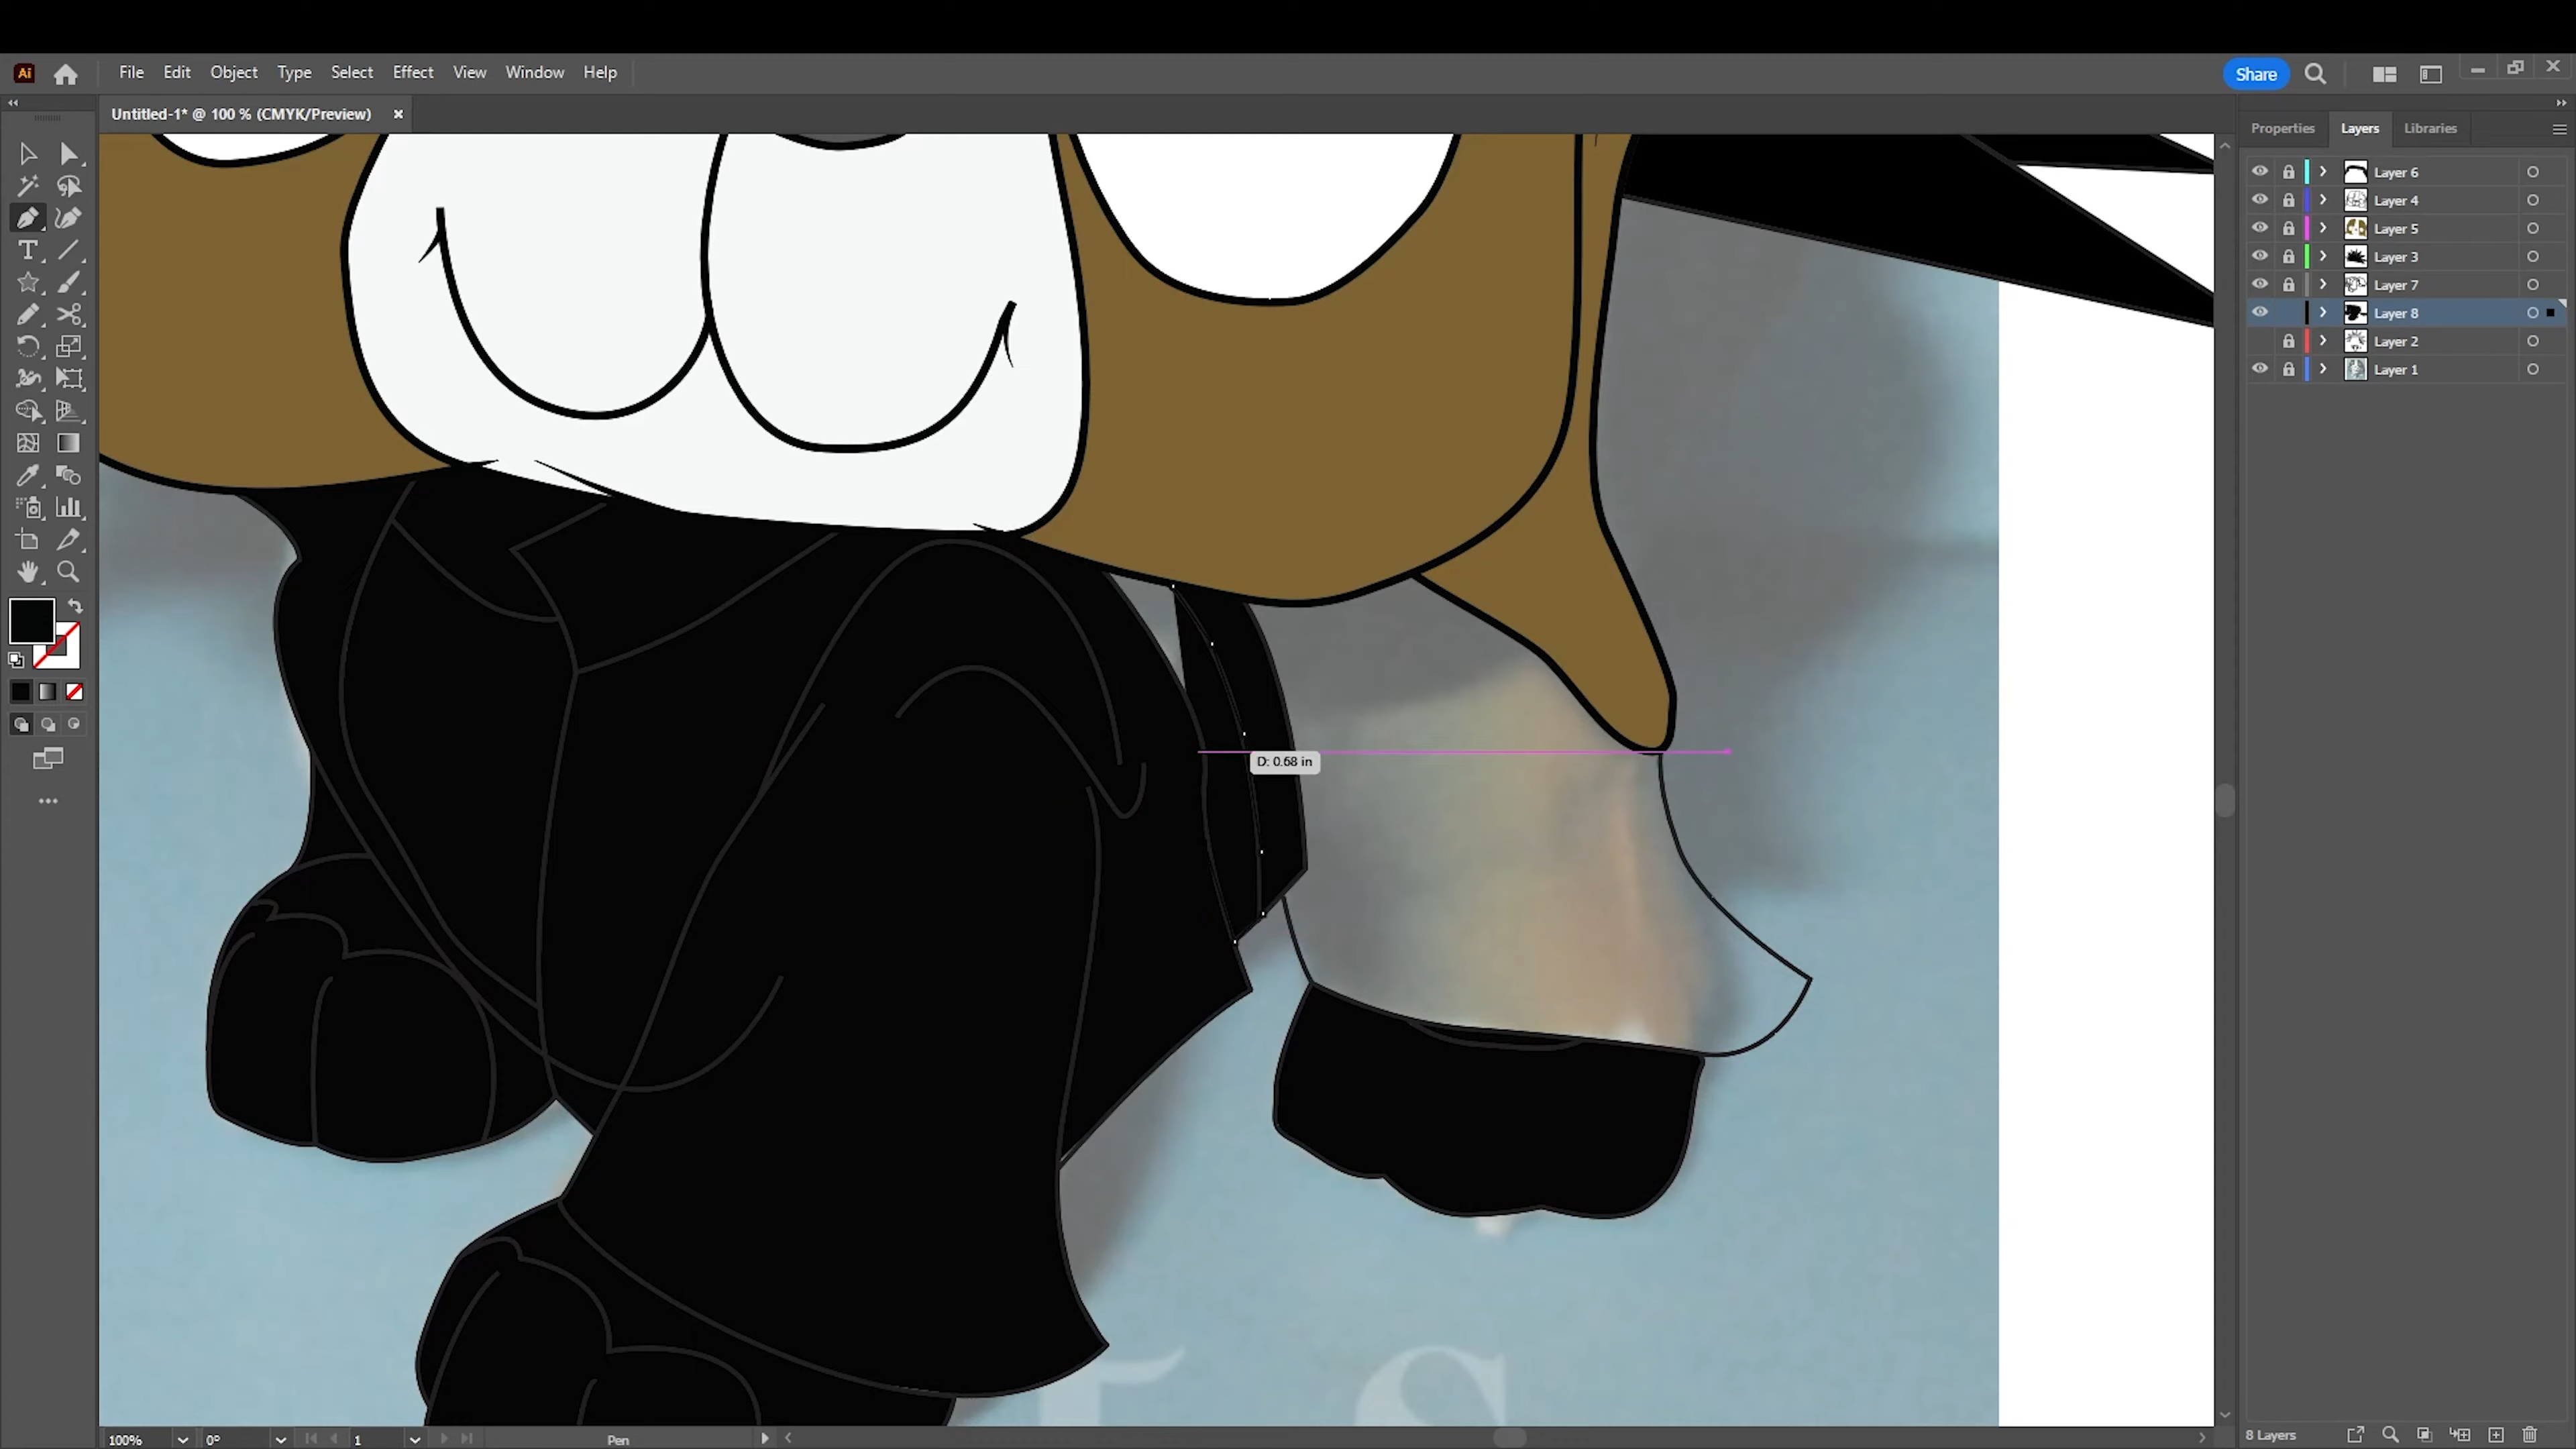 Ai File Edit Object Type Select Effect View Window Help Share
Untitled-1* @ 100 % (CMYK/Preview) ×
Properties Layers Libraries
Layer 6
Layer 4
Layer 5
Layer 3
Layer 7
Layer 8
Layer 2
Layer 1
D: 0.68 in
S
100% 0° 1 Pen
8 Layers